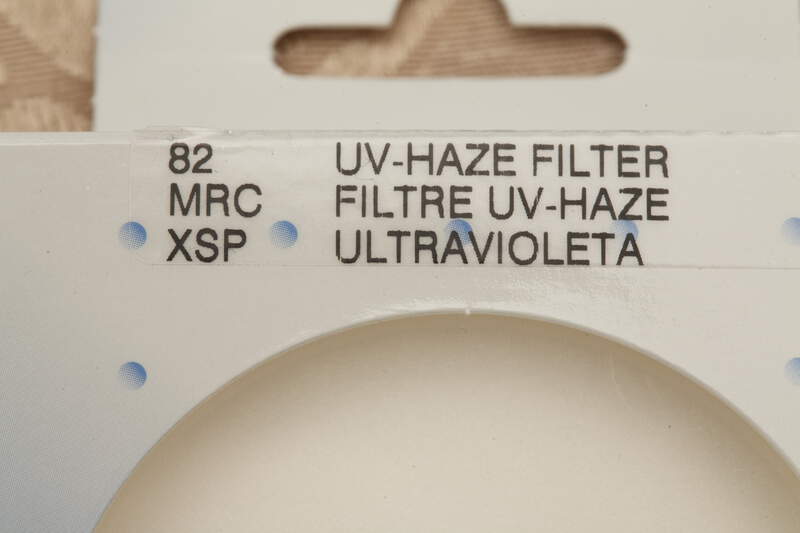 82 UV-HAZE FILTER
MRC FILTRE UV-HAZE
XSP ULTRAVIOLETA